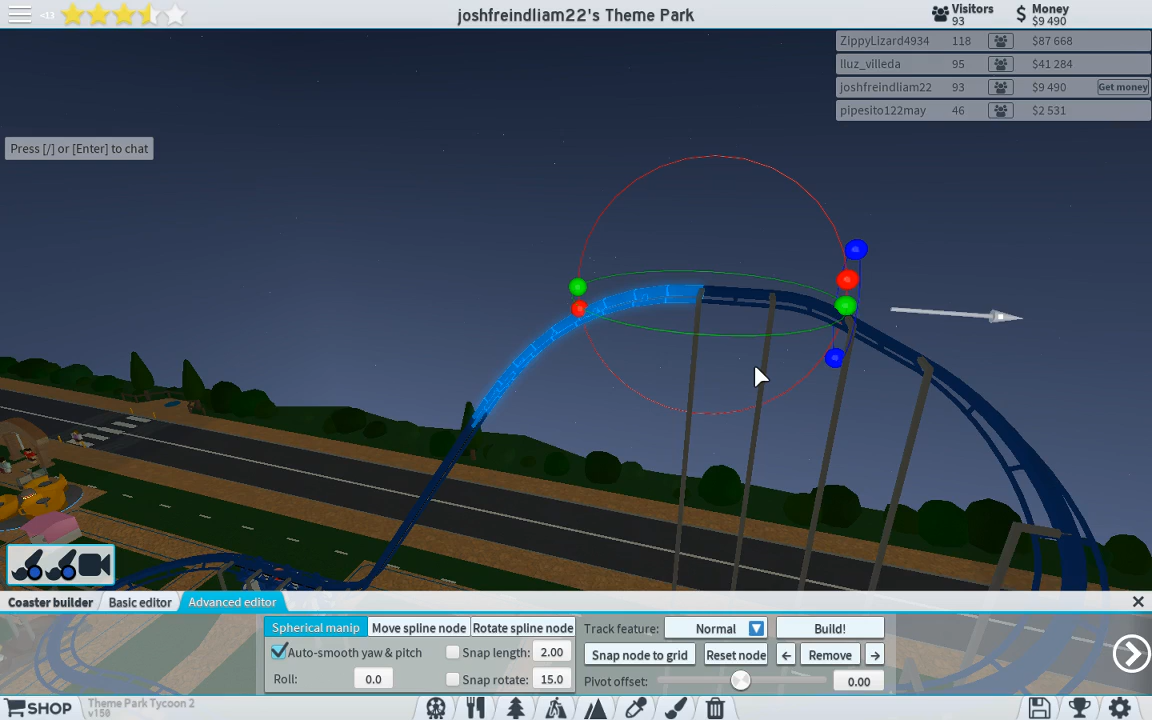 <13
joshfreindliam22's Theme Park
Visitors
93
$ Money
$9 490
ZippyLizard4934 118 $87 668
lluz_villeda 95 $41 284
joshfreindliam22 93 $9 490 Get money
pipesito122may 46 $2 531
Press [/] or [Enter] to chat
Coaster builder Basic editor Advanced editor
Spherical manip Move spline node Rotate spline node Track feature: Normal Build!
Auto-smooth yaw & pitch Snap length: 2.00 Snap node to grid Reset node ← Remove →
Roll: 0.0 Snap rotate: 15.0 Pivot offset: 0.00
SHOP
Theme Park Tycoon 2
v150